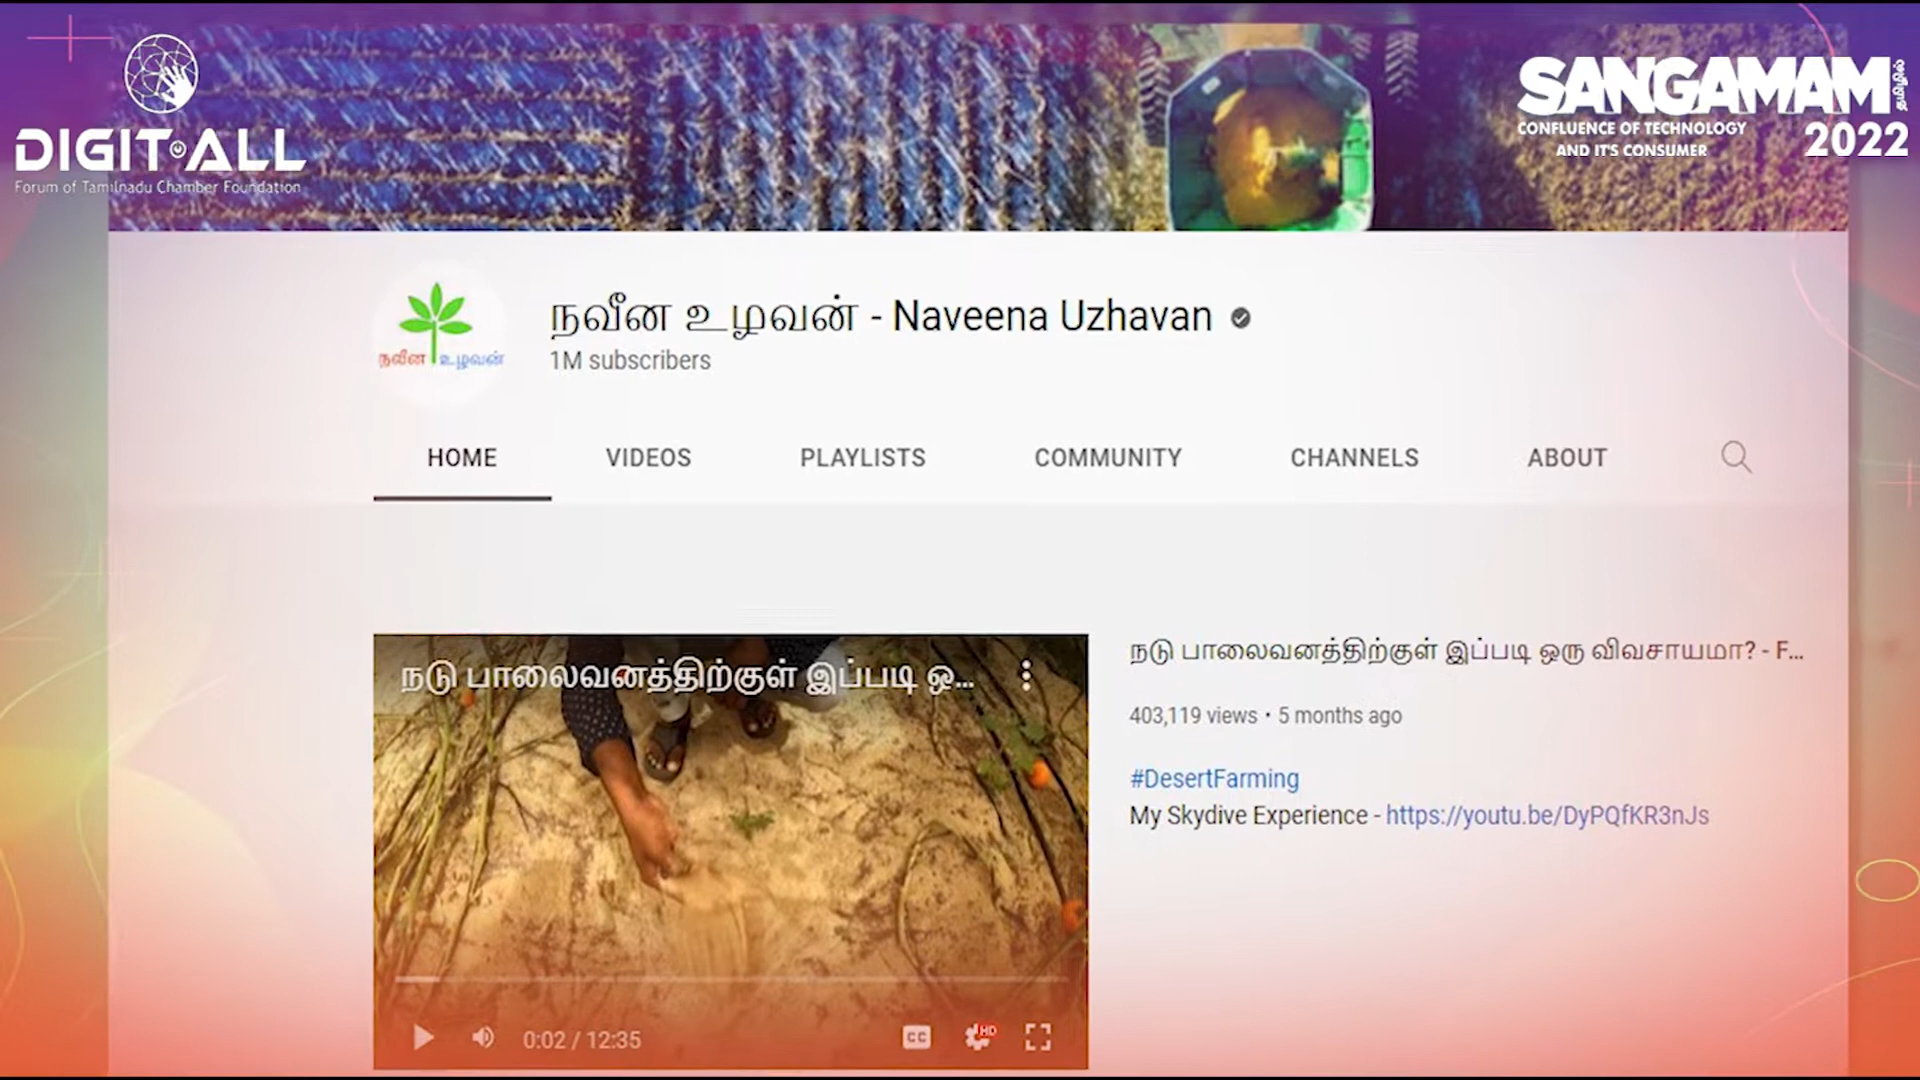 DIGIT ALL
Forum of Tamilnadu Chamber Foundation
SANGAMAM
தமிழில்
CONFLUENCE OF TECHNOLOGY
AND IT'S CONSUMER
2022
நவீன உழவன் - Naveena Uzhavan
1M subscribers
நவீன உழவன்
HOME VIDEOS PLAYLISTS COMMUNITY CHANNELS ABOUT
நடு பாலைவனத்திற்குள் இப்படி ஒ...
0:02 / 12:35
CC
HD
நடு பாலைவனத்திற்குள் இப்படி ஒரு விவசாயமா? - F...
403,119 views • 5 months ago
#DesertFarming
My Skydive Experience - https://youtu.be/DyPQfKR3nJs